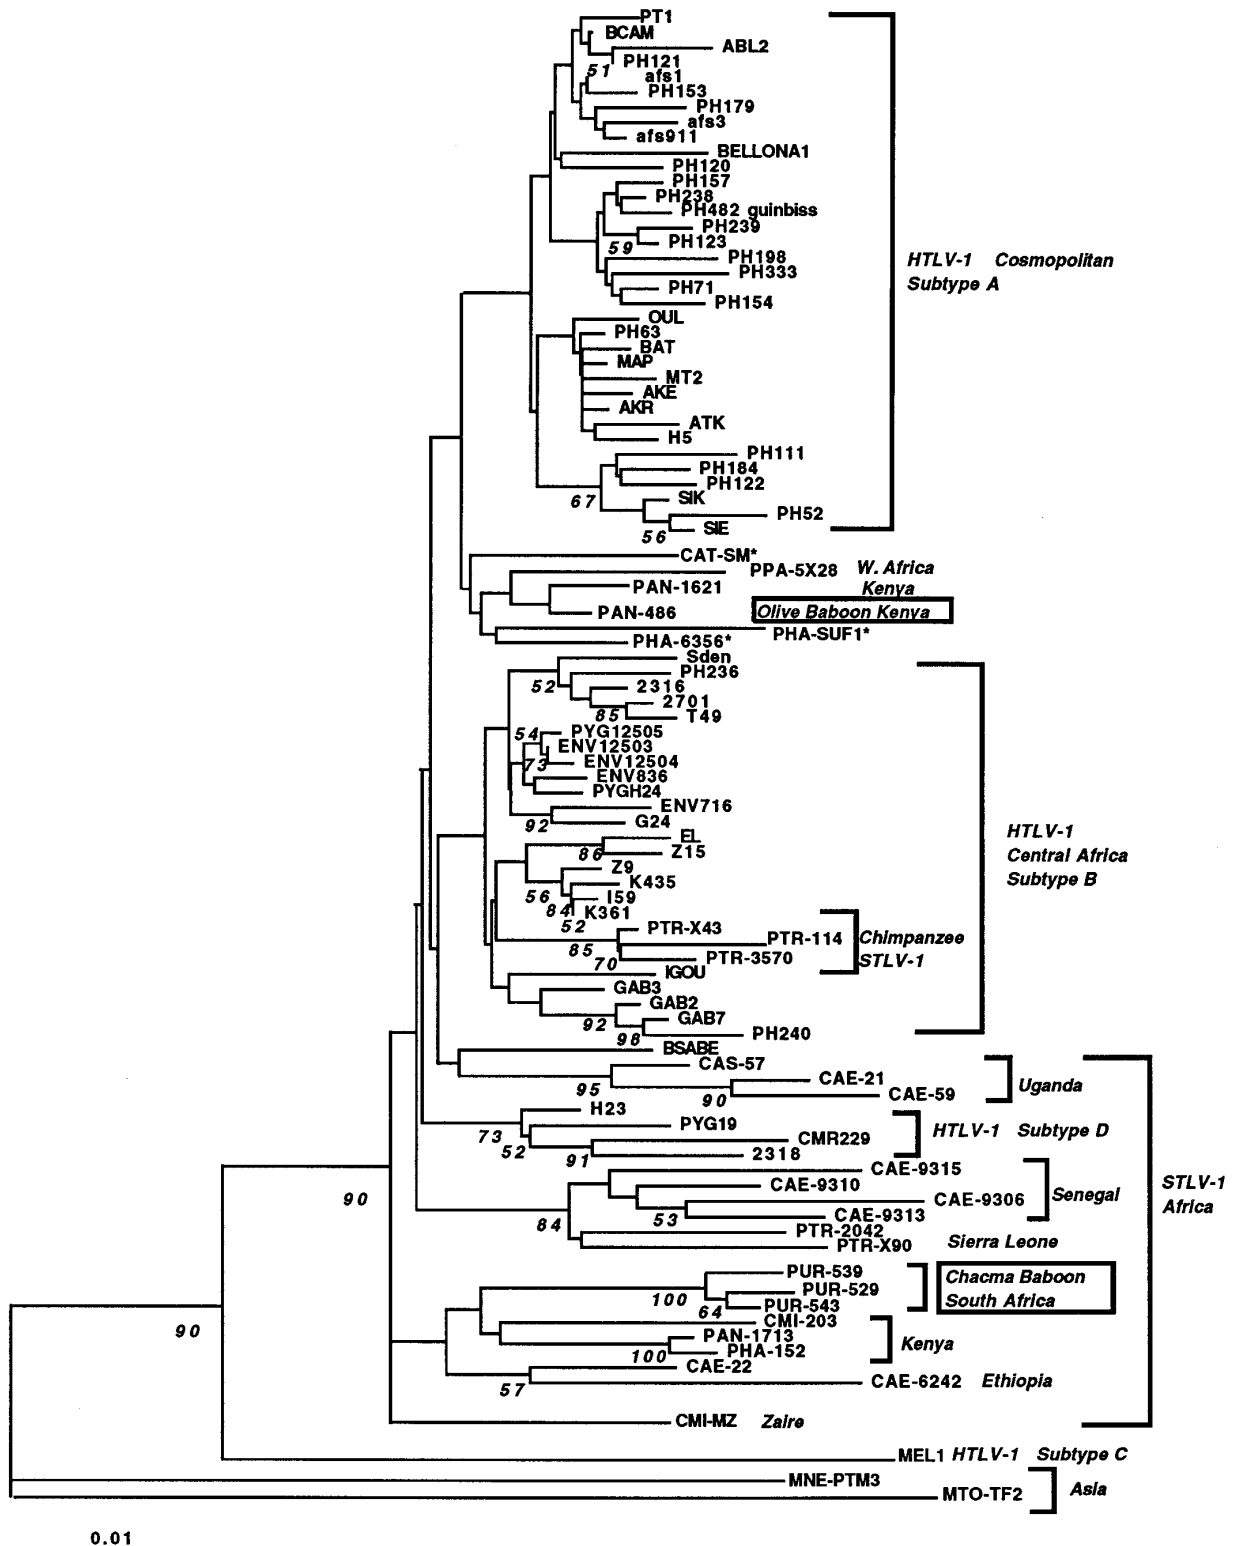 PT1
BCAM
ABL2
PH121
51
afs1
PH153
PH179
afs3
afs911
BELLONA1
PH120
PH157
PH238
PH482 guinbiss
PH239
59 PH123
PH198
HTLV-1 Cosmopolitan
Subtype A
PH333
PH71
PH154
OUL
PH63
BAT
MAP
MT2
AKE
AKR
ATK
H5
PH111
PH184
PH122
67 SIK
PH52
56 SIE
CAT-SM*
PPA-5X28 W. Africa
PAN-1621 Kenya
PAN-486 Olive Baboon Kenya
PHA-SUF1*
PHA-6356*
Sden
PH236
52 2316
2701
85 T49
54 PYG12505
ENV12503
73 ENV12504
ENV836
PYGH24
ENV716
92 G24
EL
86 Z15
HTLV-1
Central Africa
Subtype B
Z9
K435
56 I59
84 K361
52
PTR-X43
PTR-114 Chimpanzee
STLV-1
85 PTR-3570
70 IGOU
GAB3
GAB2
92 GAB7
98 PH240
BSABE
CAS-57
95 CAE-21 Uganda
90 CAE-59
H23
73 PYG19 HTLV-1 Subtype D
52 CMR229
91 2318
CAE-9315
CAE-9310
CAE-9306 Senegal
53 CAE-9313
STLV-1
Africa
84 PTR-2042
PTR-X90 Sierra Leone
90
PUR-539 Chacma Baboon
South Africa
100 PUR-529
64 PUR-543
CMI-203
PAN-1713 Kenya
100 PHA-152
CAE-22
57 CAE-6242 Ethiopia
90
CMI-MZ Zaire
MEL1 HTLV-1 Subtype C
MNE-PTM3
MTO-TF2 Asia
0.01